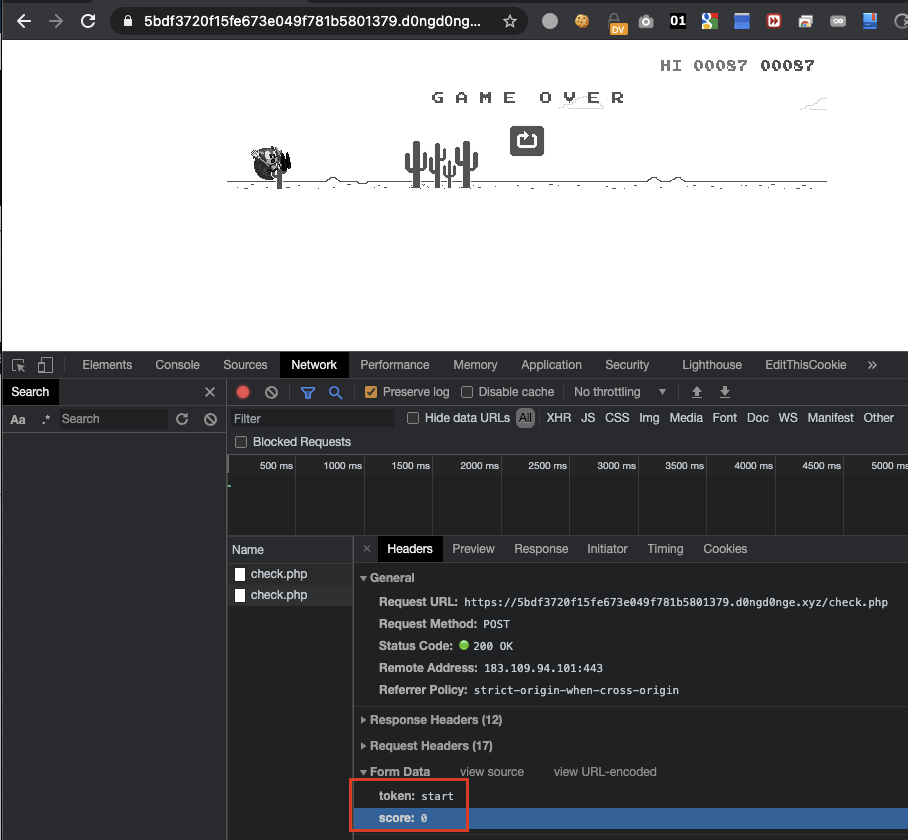 5bdf3720f15fe673e049f781b5801379.d0ngd0ng...
DV
01
HI 00087 00087
GAME OVER
Elements Console Sources Network Performance Memory Application Security Lighthouse EditThisCookie »
Search ×
Preserve log Disable cache No throttling
Aa .* Search
Filter Hide data URLs All XHR JS CSS Img Media Font Doc WS Manifest Other
Blocked Requests
500 ms 1000 ms 1500 ms 2000 ms 2500 ms 3000 ms 3500 ms 4000 ms 4500 ms 5000 ms
Name × Headers Preview Response Initiator Timing Cookies
check.php
check.php
General
Request URL: https://5bdf3720f15fe673e049f781b5801379.d0ngd0nge.xyz/check.php
Request Method: POST
Status Code: 200 OK
Remote Address: 183.109.94.101:443
Referrer Policy: strict-origin-when-cross-origin
Response Headers (12)
Request Headers (17)
Form Data view source view URL-encoded
token: start
score: 0